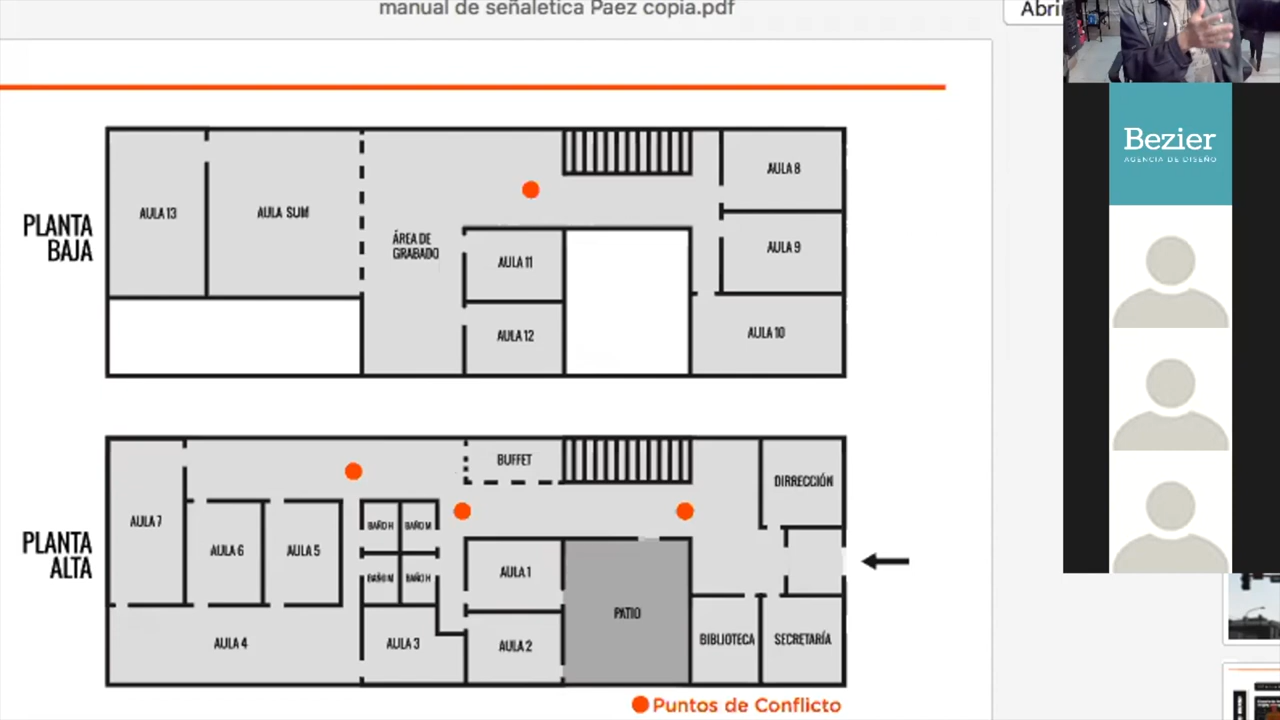 manual de señaletica Paez copia.pdf
Abri
Bezier
AGENCIA DE DISEÑO
PLANTA
BAJA
AULA 13
AULA SUM
ÁREA DE
GRABADO
AULA 11
AULA 12
AULA 8
AULA 9
AULA 10
PLANTA
ALTA
AULA 7
AULA 6
AULA 5
BAÑO H
BAÑO M
BAÑO M
BAÑO H
BUFFET
DIRRECCIÓN
AULA 1
AULA 2
AULA 3
AULA 4
PATIO
BIBLIOTECA
SECRETARÍA
Puntos de Conflicto